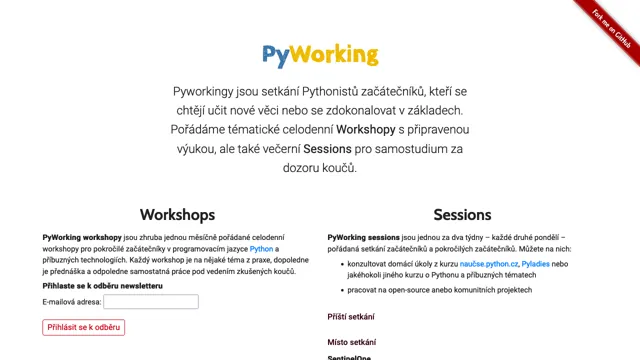 Fork me on GitHub
PyWorking
Pyworkingy jsou setkání Pythonistů začátečníků, kteří se
chtějí učit nové věci nebo se zdokonalovat v základech.
Pořádáme tématické celodenní Workshopy s připravenou
výukou, ale také večerní Sessions pro samostudium za
dozoru koučů.
Workshops
PyWorking workshopy jsou zhruba jednou měsíčně pořádané celodenní
workshopy pro pokročilé začátečníky v programovacím jazyce Python a
příbuzných technologiích. Každý workshop je na nějaké téma z praxe, dopoledne
je přednáška a odpoledne samostatná práce pod vedením zkušených koučů.
Přihlaste se k odběru newsletteru
E-mailová adresa:
Přihlásit se k odběru
Sessions
PyWorking sessions jsou jednou za dva týdny – každé druhé pondělí –
pořádaná setkání začátečníků a pokročilých začátečníků. Můžete na nich:
konzultovat domácí úkoly z kurzu naučse.python.cz, Pyladies nebo
jakéhokoli jiného kurzu o Pythonu a příbuzných tématech
pracovat na open-source anebo komunitních projektech
Příští setkání
Místo setkání
SentinelOne